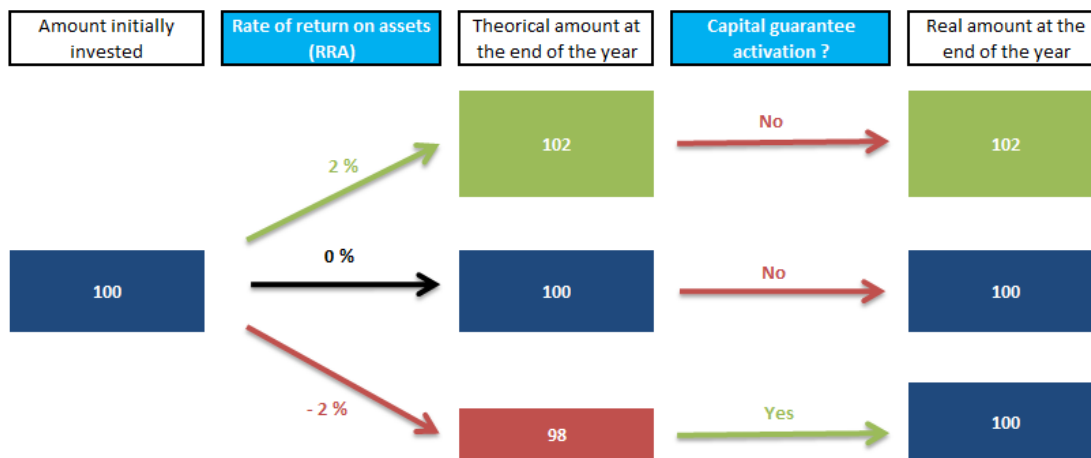 Amount initially
invested
Rate of return on assets
(RRA)
Theorical amount at
the end of the year
Capital guarantee
activation ?
Real amount at the
end of the year
102
No
102
2 %
0 %
100
100
No
100
- 2 %
98
Yes
100